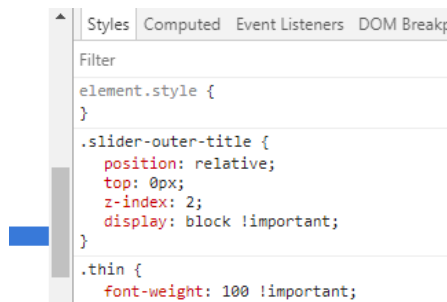 Styles Computed Event Listeners DOM
Filter
element.style {
}
.slider-outer-title {
position: relative;
top: 0px;
z-index: 2;
display: block !important;
}
.thin {
font-weight: 100 !important;